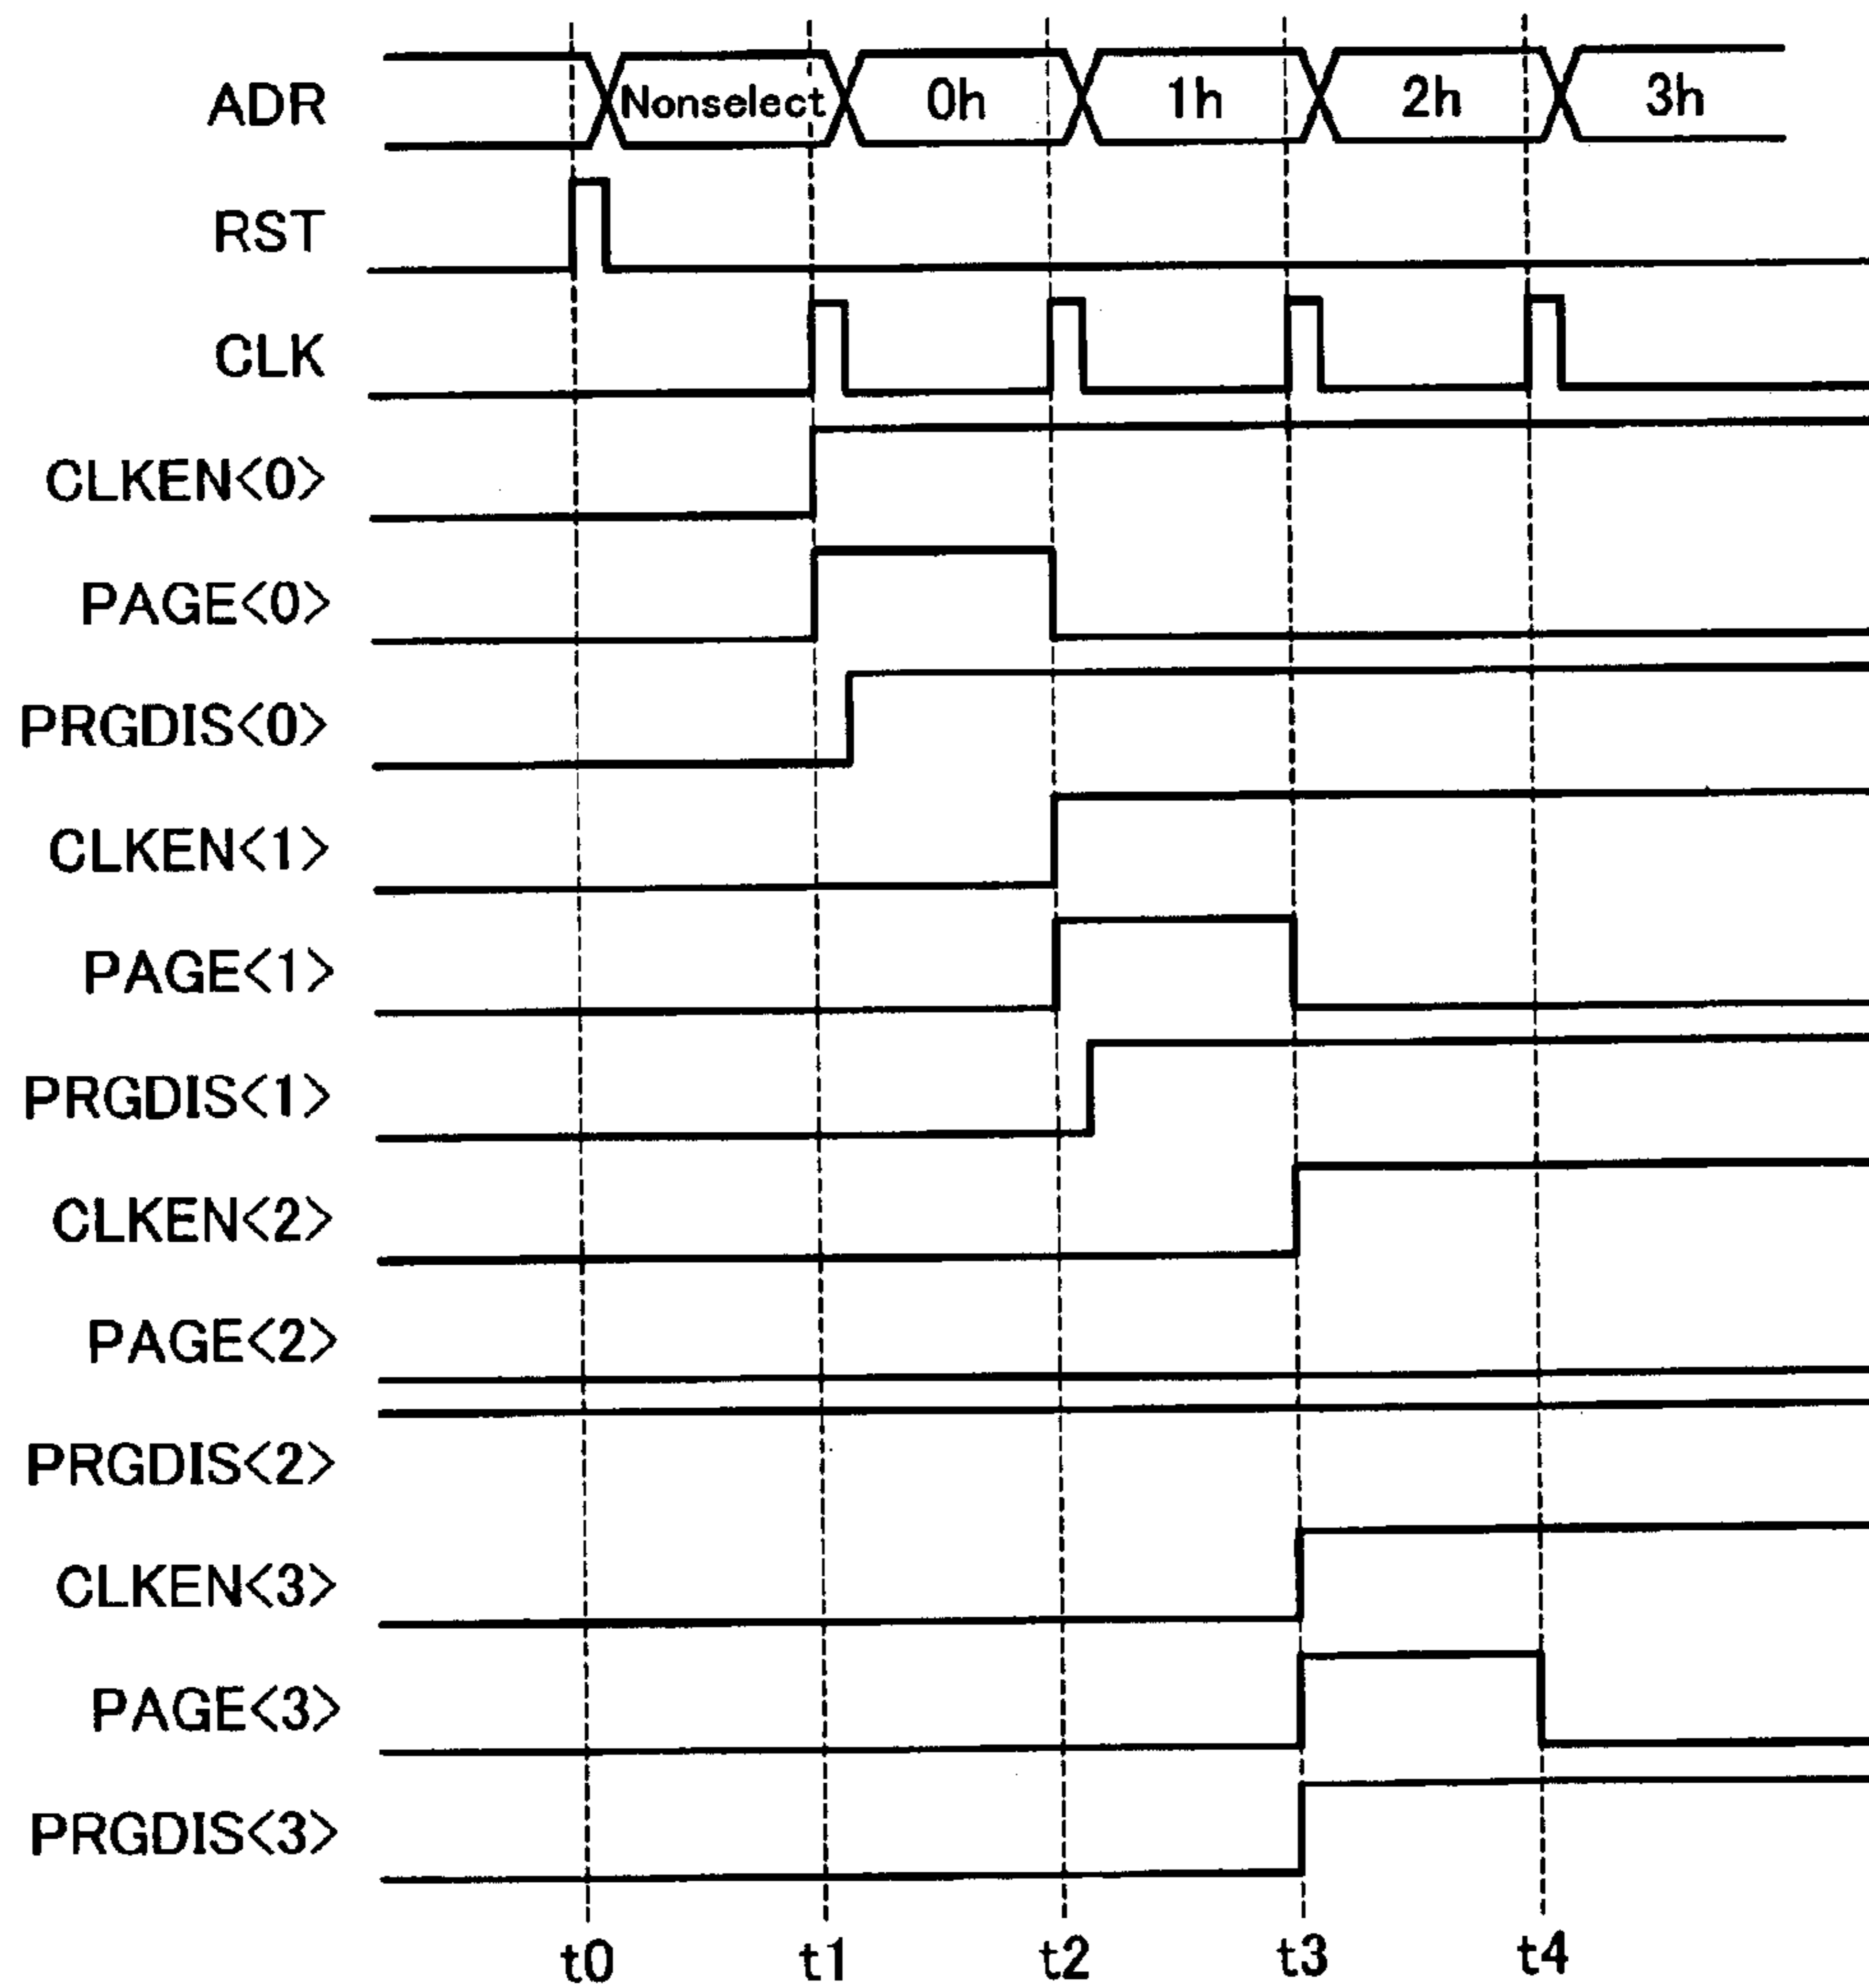 ADR Nonselect 0h 1h 2h 3h
RST
CLK
CLKEN<0>
PAGE<0>
PRGDIS<0>
CLKEN<1>
PAGE<1>
PRGDIS<1>
CLKEN<2>
PAGE<2>
PRGDIS<2>
CLKEN<3>
PAGE<3>
PRGDIS<3>
t0 t1 t2 t3 t4